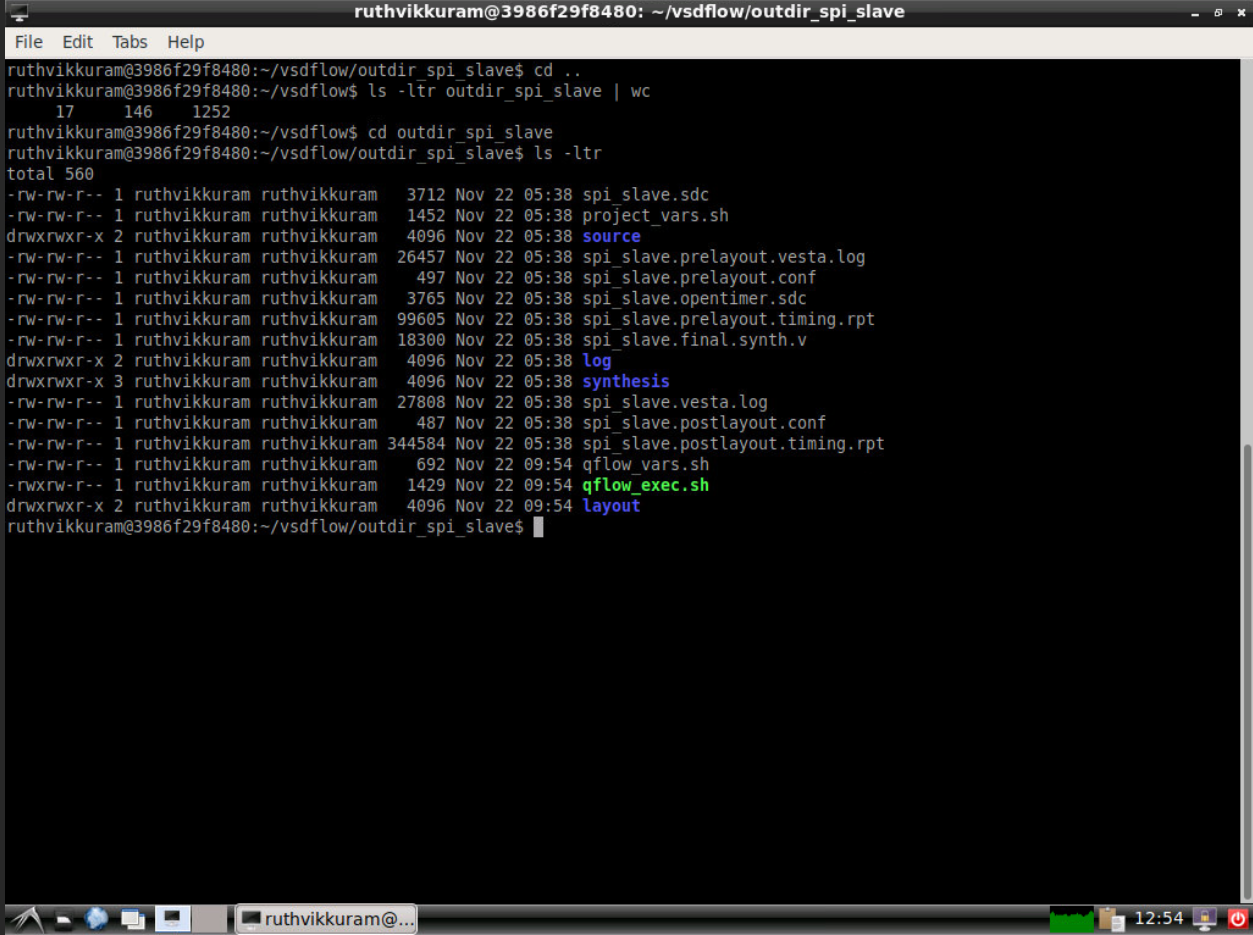 ruthvikkuram@3986f29f8480: ~/vsdflow/outdir_spi_slave
File Edit Tabs Help
ruthvikkuram@3986f29f8480:~/vsdflow/outdir_spi_slave$ cd ..
ruthvikkuram@3986f29f8480:~/vsdflow$ ls -ltr outdir_spi_slave | wc
     17     146    1252
ruthvikkuram@3986f29f8480:~/vsdflow$ cd outdir_spi_slave
ruthvikkuram@3986f29f8480:~/vsdflow/outdir_spi_slave$ ls -ltr
total 560
-rw-rw-r-- 1 ruthvikkuram ruthvikkuram   3712 Nov 22 05:38 spi_slave.sdc
-rw-rw-r-- 1 ruthvikkuram ruthvikkuram   1452 Nov 22 05:38 project_vars.sh
drwxrwxr-x 2 ruthvikkuram ruthvikkuram   4096 Nov 22 05:38 source
-rw-rw-r-- 1 ruthvikkuram ruthvikkuram  26457 Nov 22 05:38 spi_slave.prelayout.vesta.log
-rw-rw-r-- 1 ruthvikkuram ruthvikkuram    497 Nov 22 05:38 spi_slave.prelayout.conf
-rw-rw-r-- 1 ruthvikkuram ruthvikkuram   3765 Nov 22 05:38 spi_slave.opentimer.sdc
-rw-rw-r-- 1 ruthvikkuram ruthvikkuram  99605 Nov 22 05:38 spi_slave.prelayout.timing.rpt
-rw-rw-r-- 1 ruthvikkuram ruthvikkuram  18300 Nov 22 05:38 spi_slave.final.synth.v
drwxrwxr-x 2 ruthvikkuram ruthvikkuram   4096 Nov 22 05:38 log
drwxrwxr-x 3 ruthvikkuram ruthvikkuram   4096 Nov 22 05:38 synthesis
-rw-rw-r-- 1 ruthvikkuram ruthvikkuram  27808 Nov 22 05:38 spi_slave.vesta.log
-rw-rw-r-- 1 ruthvikkuram ruthvikkuram    487 Nov 22 05:38 spi_slave.postlayout.conf
-rw-rw-r-- 1 ruthvikkuram ruthvikkuram 344584 Nov 22 05:38 spi_slave.postlayout.timing.rpt
-rw-rw-r-- 1 ruthvikkuram ruthvikkuram    692 Nov 22 09:54 qflow_vars.sh
-rwxrw-r-- 1 ruthvikkuram ruthvikkuram   1429 Nov 22 09:54 qflow_exec.sh
drwxrwxr-x 2 ruthvikkuram ruthvikkuram   4096 Nov 22 09:54 layout
ruthvikkuram@3986f29f8480:~/vsdflow/outdir_spi_slave$
ruthvikkuram@... 12:54